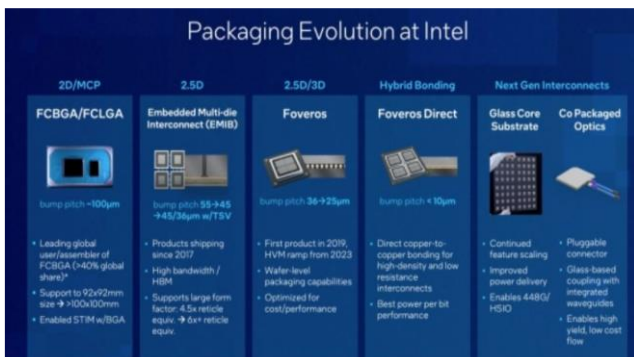 Packaging Evolution at Intel
2D/MCP
FCBGA/FCLGA
bump pitch ~100μm
• Leading global
user/assembler of
FCBGA (>40% global
share)*
• Support to 92x92mm
size → >100x100mm
• Enabled STIM w/BGA
2.5D
Embedded Multi-die
Interconnect (EMIB)
bump pitch 55→45
→45/36μm w/TSV
• Products shipping
since 2017
• High bandwidth /
HBM
• Supports large form
factor: 4.5x reticle
equiv. → 6x+ reticle
equiv.
2.5D/3D
Foveros
bump pitch 36→25μm
• First product in 2019,
HVM ramp from 2023
• Wafer-level
packaging capabilities
• Optimized for
cost/performance
Hybrid Bonding
Foveros Direct
bump pitch <10μm
• Direct copper-to-
copper bonding for
high-density and low
resistance
interconnects
• Best power per bit
performance
Next Gen Interconnects
Glass Core
Substrate
• Continued
feature scaling
• Improved
power delivery
• Enables 448G/
HSIO
Co Packaged
Optics
• Pluggable
connector
• Glass-based
coupling with
integrated
waveguides
• Enables high
yield, low cost
flow